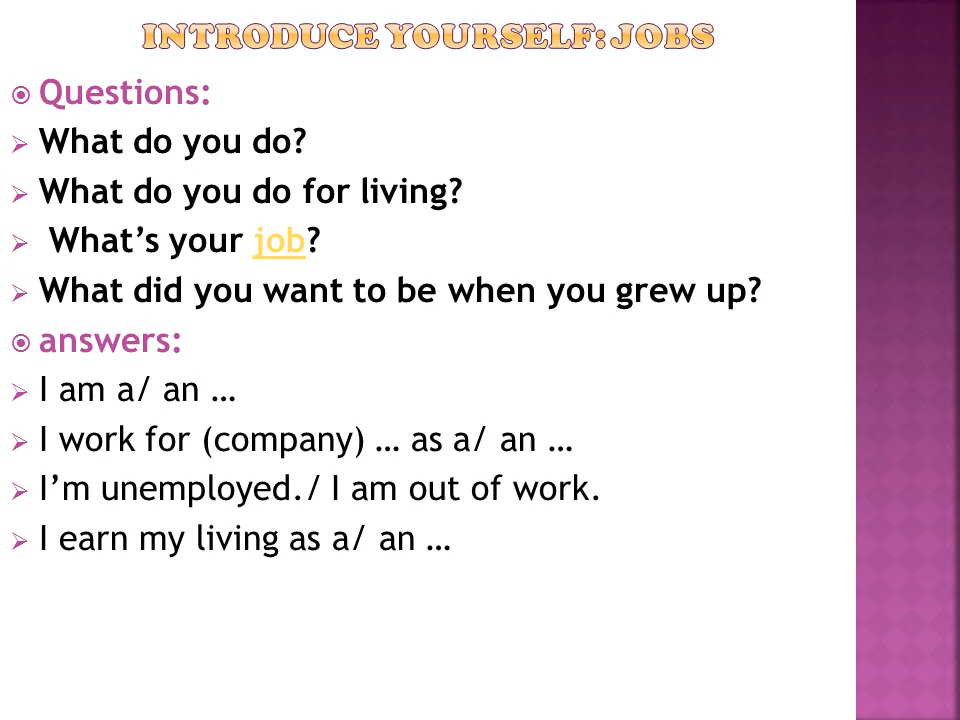 INTRODUCE YOURSELF: JOBS
Questions:
What do you do?
What do you do for living?
What’s your job?
What did you want to be when you grew up?
answers:
I am a/ an …
I work for (company) … as a/ an …
I’m unemployed./ I am out of work.
I earn my living as a/ an …